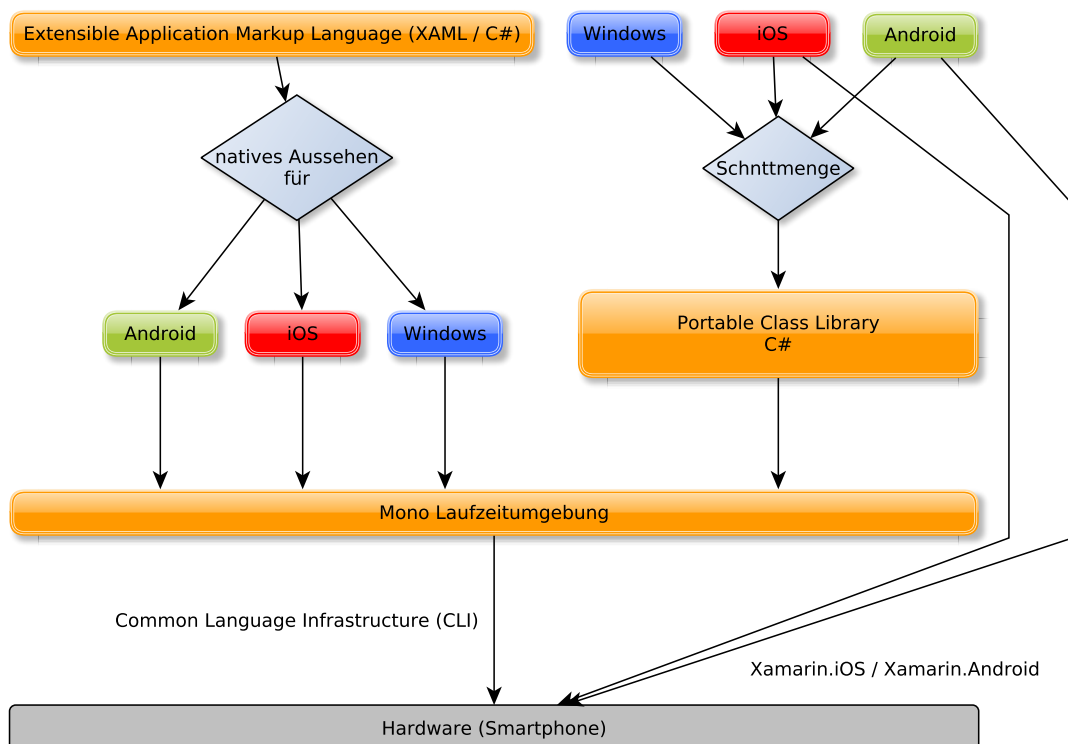 Extensible Application Markup Language (XAML / C#)
Windows
iOS
Android
natives Aussehen
für
Schnttmenge
Android
iOS
Windows
Portable Class Library
C#
Mono Laufzeitumgebung
Common Language Infrastructure (CLI)
Xamarin.iOS / Xamarin.Android
Hardware (Smartphone)